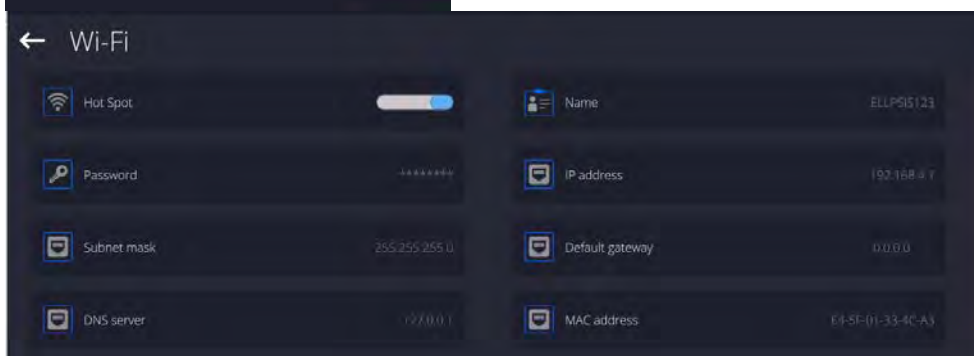 Wi-Fi
Hot Spot
Name ELLPSIS123
Password ********
IP address 192.168.4.1
Subnet mask 255.255.255.0
Default gateway 0.0.0.0
DNS server 127.0.0.1
MAC address E4-5F-01-33-4C-A3